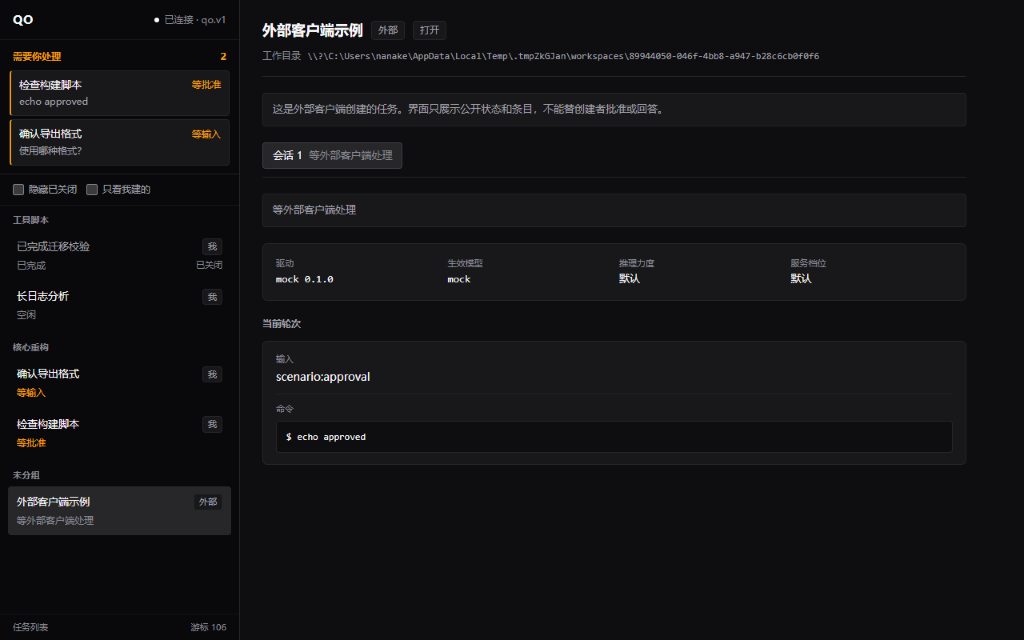 QO
已连接 · qo.v1
需要你处理 2
检查构建脚本 等批准
echo approved
确认导出格式 等输入
使用哪种格式?
隐藏已关闭 只看我建的
工具脚本
已完成迁移校验 我
已完成 已关闭
长日志分析 我
空闲
核心重构
确认导出格式 我
等输入
检查构建脚本 我
等批准
未分组
外部客户端示例 外部
等外部客户端处理
任务列表 游标 106
外部客户端示例 外部 打开
工作目录 \\?\C:\Users\nanake\AppData\Local\Temp\.tmpZkGJan\workspaces\89944050-046f-4bb8-a947-b28c6cb0f0f6
这是外部客户端创建的任务。界面只展示公开状态和条目，不能替创建者批准或回答。
会话 1 等外部客户端处理
等外部客户端处理
驱动 生效模型 推理力度 服务档位
mock 0.1.0 mock 默认 默认
当前轮次
输入
scenario:approval
命令
$ echo approved